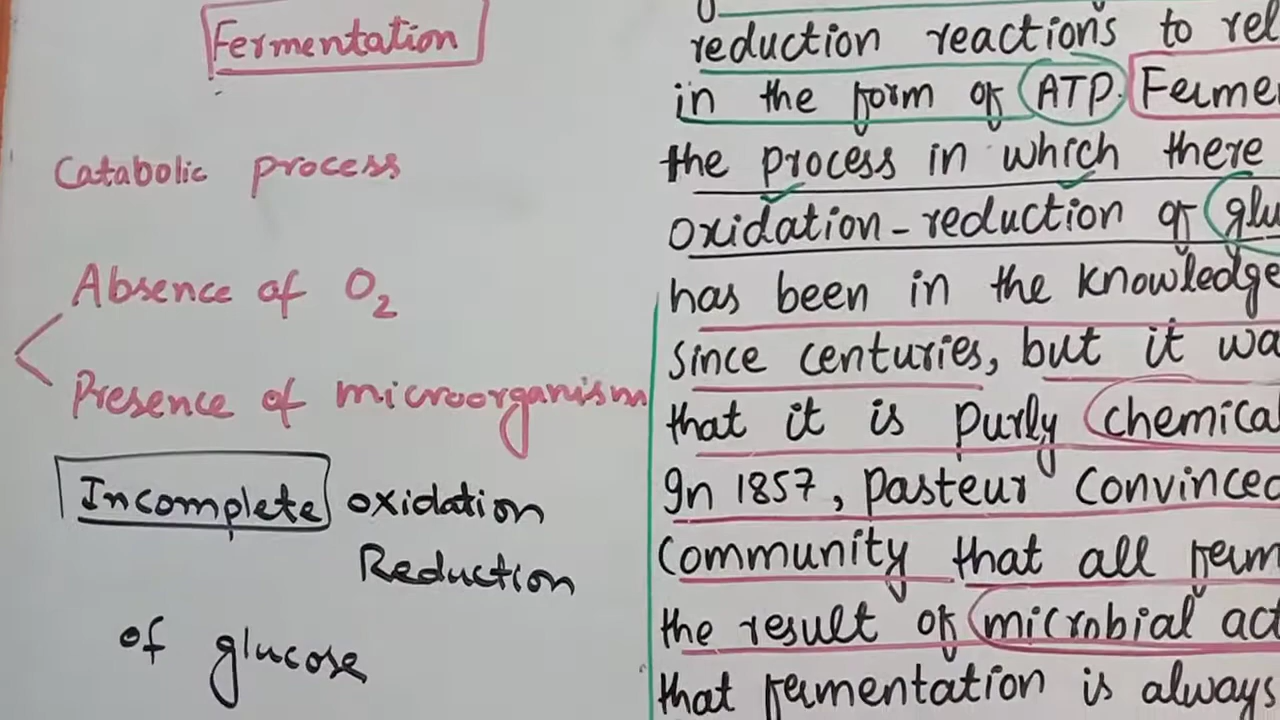 Fermentation
Catabolic process
Absence of O2
Presence of microorganism
Incomplete oxidation
Reduction
of glucose
reduction reactions to rel
in the form of ATP. Ferme
the process in which there
oxidation-reduction of glu
has been in the knowledge
since centuries, but it wa
that it is purly chemical
In 1857, pasteur convinced
community that all ferm
the result of microbial act
that fermentation is always